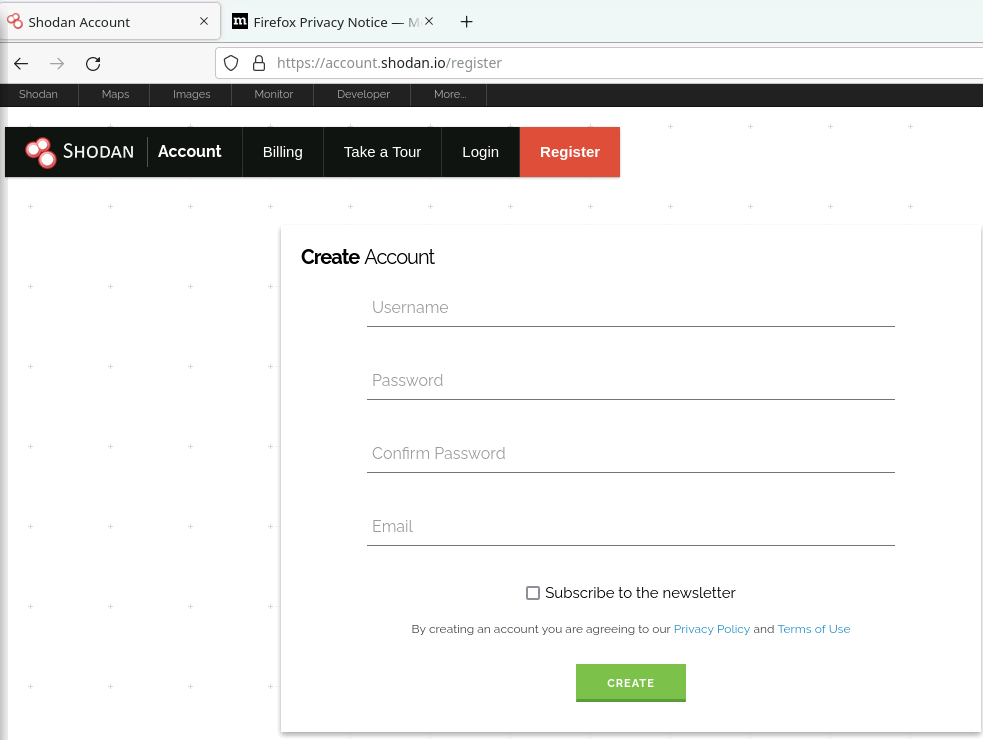 Shodan Account
Firefox Privacy Notice — M
https://account.shodan.io/register
Shodan Maps Images Monitor Developer More...
SHODAN Account Billing Take a Tour Login Register
Create Account
Username
Password
Confirm Password
Email
Subscribe to the newsletter
By creating an account you are agreeing to our Privacy Policy and Terms of Use
CREATE